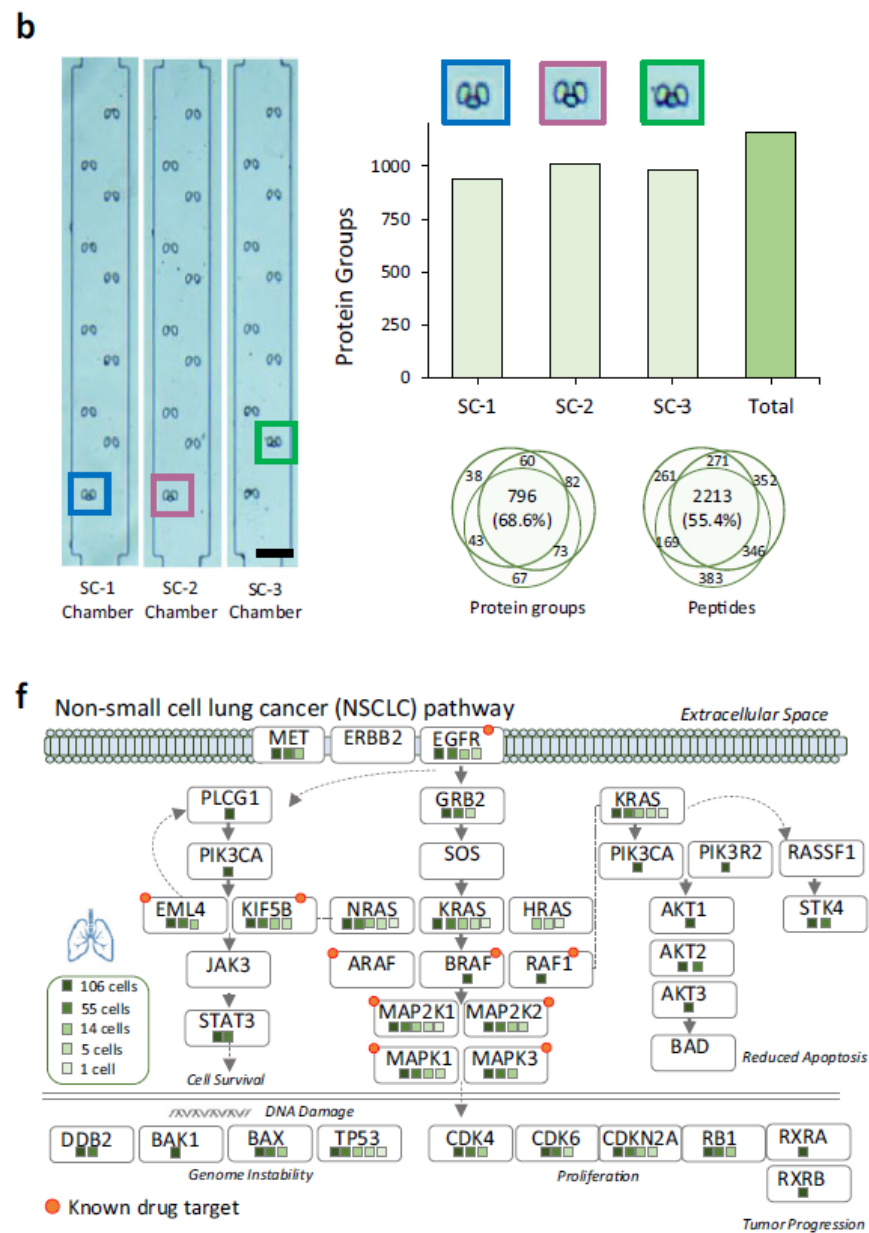 b
1000
750
500
250
0
Protein Groups
SC-1
SC-2
SC-3
Total
SC-1
Chamber
SC-2
Chamber
SC-3
Chamber
38
60
82
796
(68.6%)
43
73
67
Protein groups
261
271
352
2213
(55.4%)
169
346
383
Peptides
f
Non-small cell lung cancer (NSCLC) pathway
Extracellular Space
MET
ERBB2
EGFR
PLCG1
GRB2
KRAS
PIK3CA
SOS
PIK3CA
PIK3R2
RASSF1
EML4
KIF5B
NRAS
KRAS
HRAS
AKT1
STK4
JAK3
ARAF
BRAF
RAF1
AKT2
106 cells
55 cells
14 cells
5 cells
1 cell
STAT3
MAP2K1
MAP2K2
AKT3
MAPK1
MAPK3
BAD
Reduced Apoptosis
Cell Survival
DNA Damage
DDB2
BAK1
BAX
TP53
CDK4
CDK6
CDKN2A
RB1
RXRA
Genome Instability
Proliferation
RXRB
Known drug target
Tumor Progression